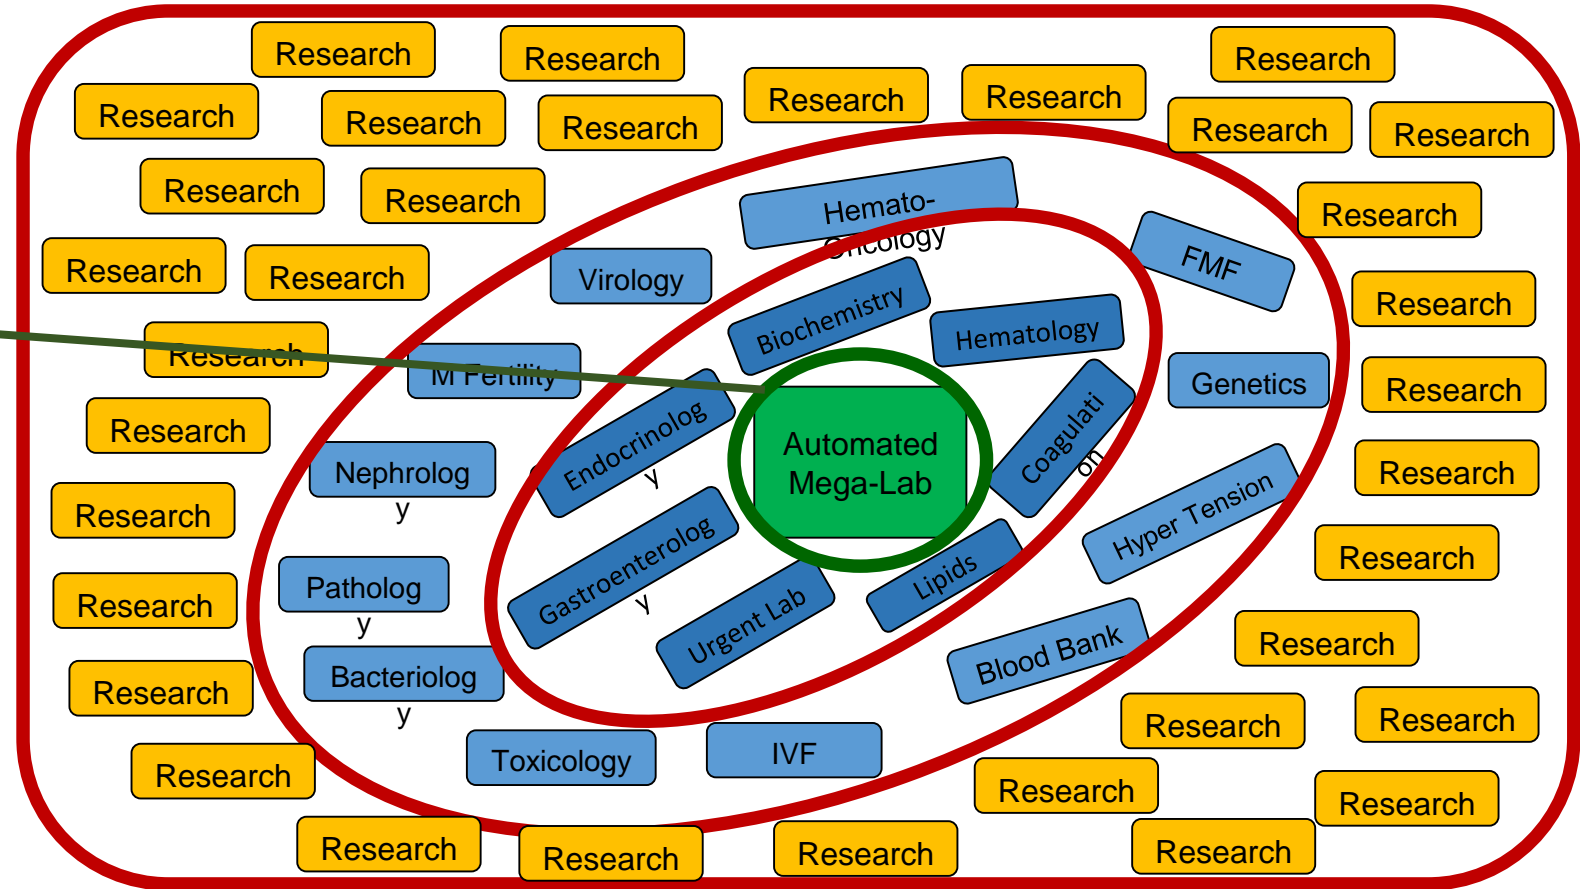 Research
Research
Research
Research
Research
Research
Research
Research
Research
Research
Research
Research
Hemato-
Oncology
Research
Research
Research
Virology
FMF
Biochemistry
Hematology
Research
Research
M Fertility
Genetics
Research
Research
Endocrinolog
y
Automated
Mega-Lab
Coagulati
on
Research
Nephrolog
y
Research
Hyper Tension
Research
Patholog
y
Gastroenterolog
y
Lipids
Research
Urgent Lab
Blood Bank
Research
Research
Bacteriolog
y
Toxicology
IVF
Research
Research
Research
Research
Research
Research
Research
Research
Research